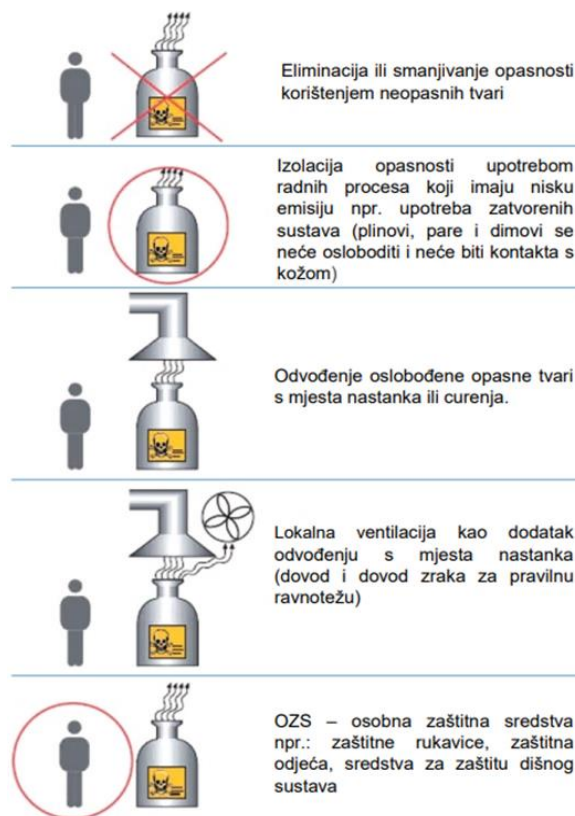 Eliminacija ili smanjivanje opasnosti
korištenjem neopasnih tvari
Izolacija opasnosti upotrebom
radnih procesa koji imaju nisku
emisiju npr. upotreba zatvorenih
sustava (plinovi, pare i dimovi se
neće osloboditi i neće biti kontakta s
kožom)
Odvođenje oslobođene opasne tvari
s mjesta nastanka ili curenja.
Lokalna ventilacija kao dodatak
odvođenju s mjesta nastanka
(dovod i dovod zraka za pravilnu
ravnotežu)
OZS – osobna zaštitna sredstva
npr.: zaštitne rukavice, zaštitna
odjeća, sredstva za zaštitu dišnog
sustava